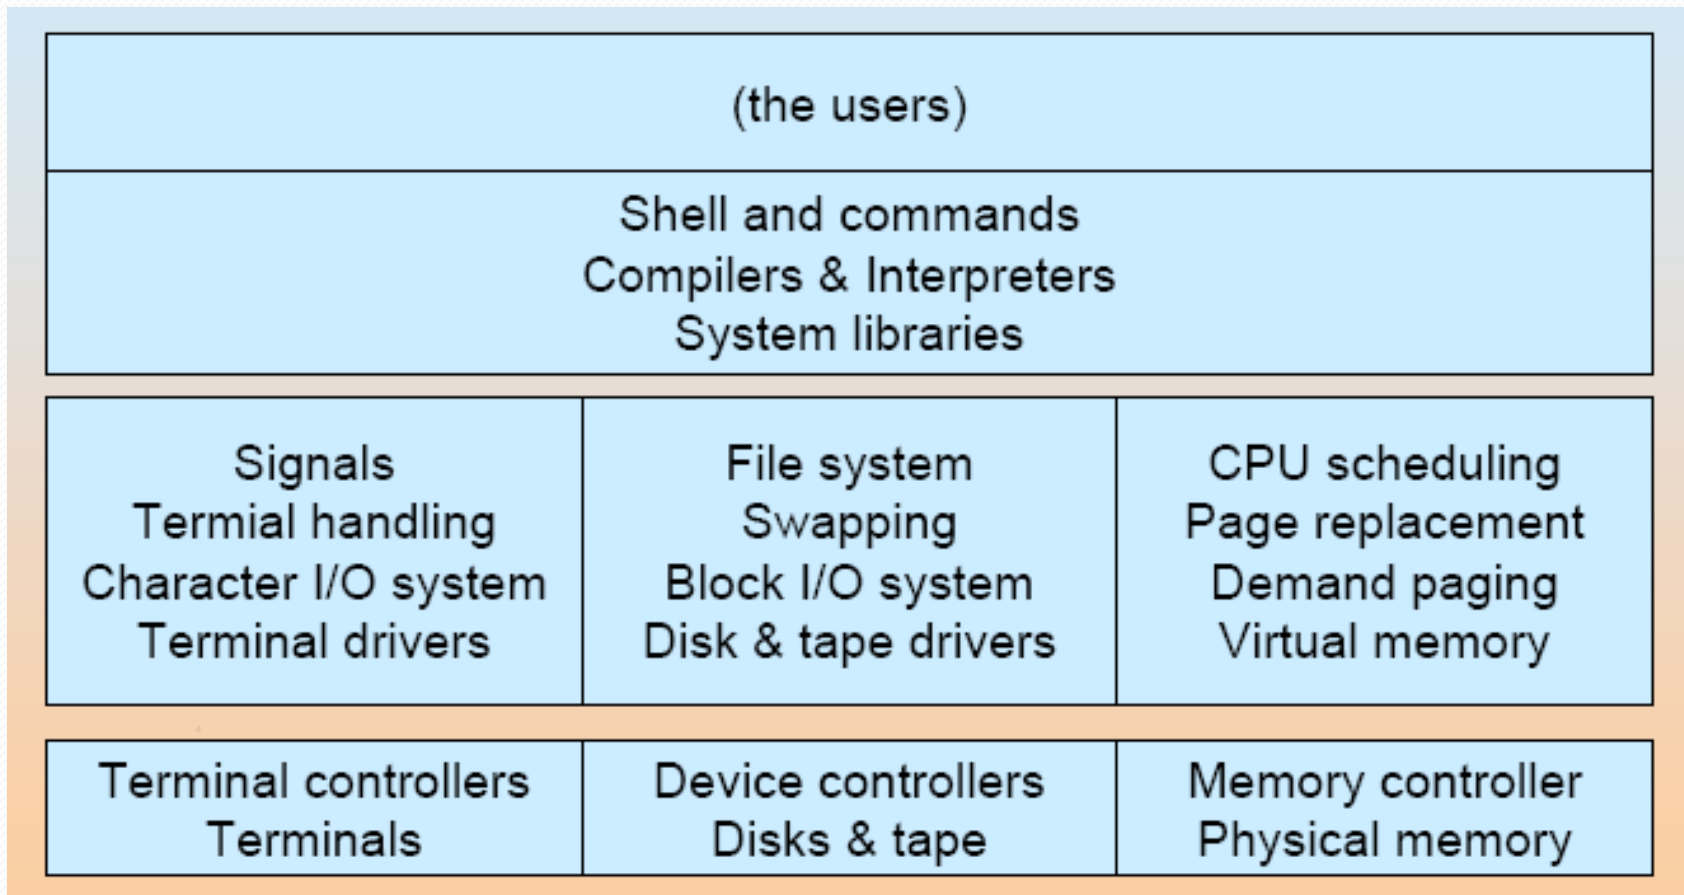 (the users)
Shell and commands
Compilers & Interpreters
System libraries
Signals
Termial handling
Character I/O system
Terminal drivers
File system
Swapping
Block I/O system
Disk & tape drivers
CPU scheduling
Page replacement
Demand paging
Virtual memory
Terminal controllers
Terminals
Device controllers
Disks & tape
Memory controller
Physical memory